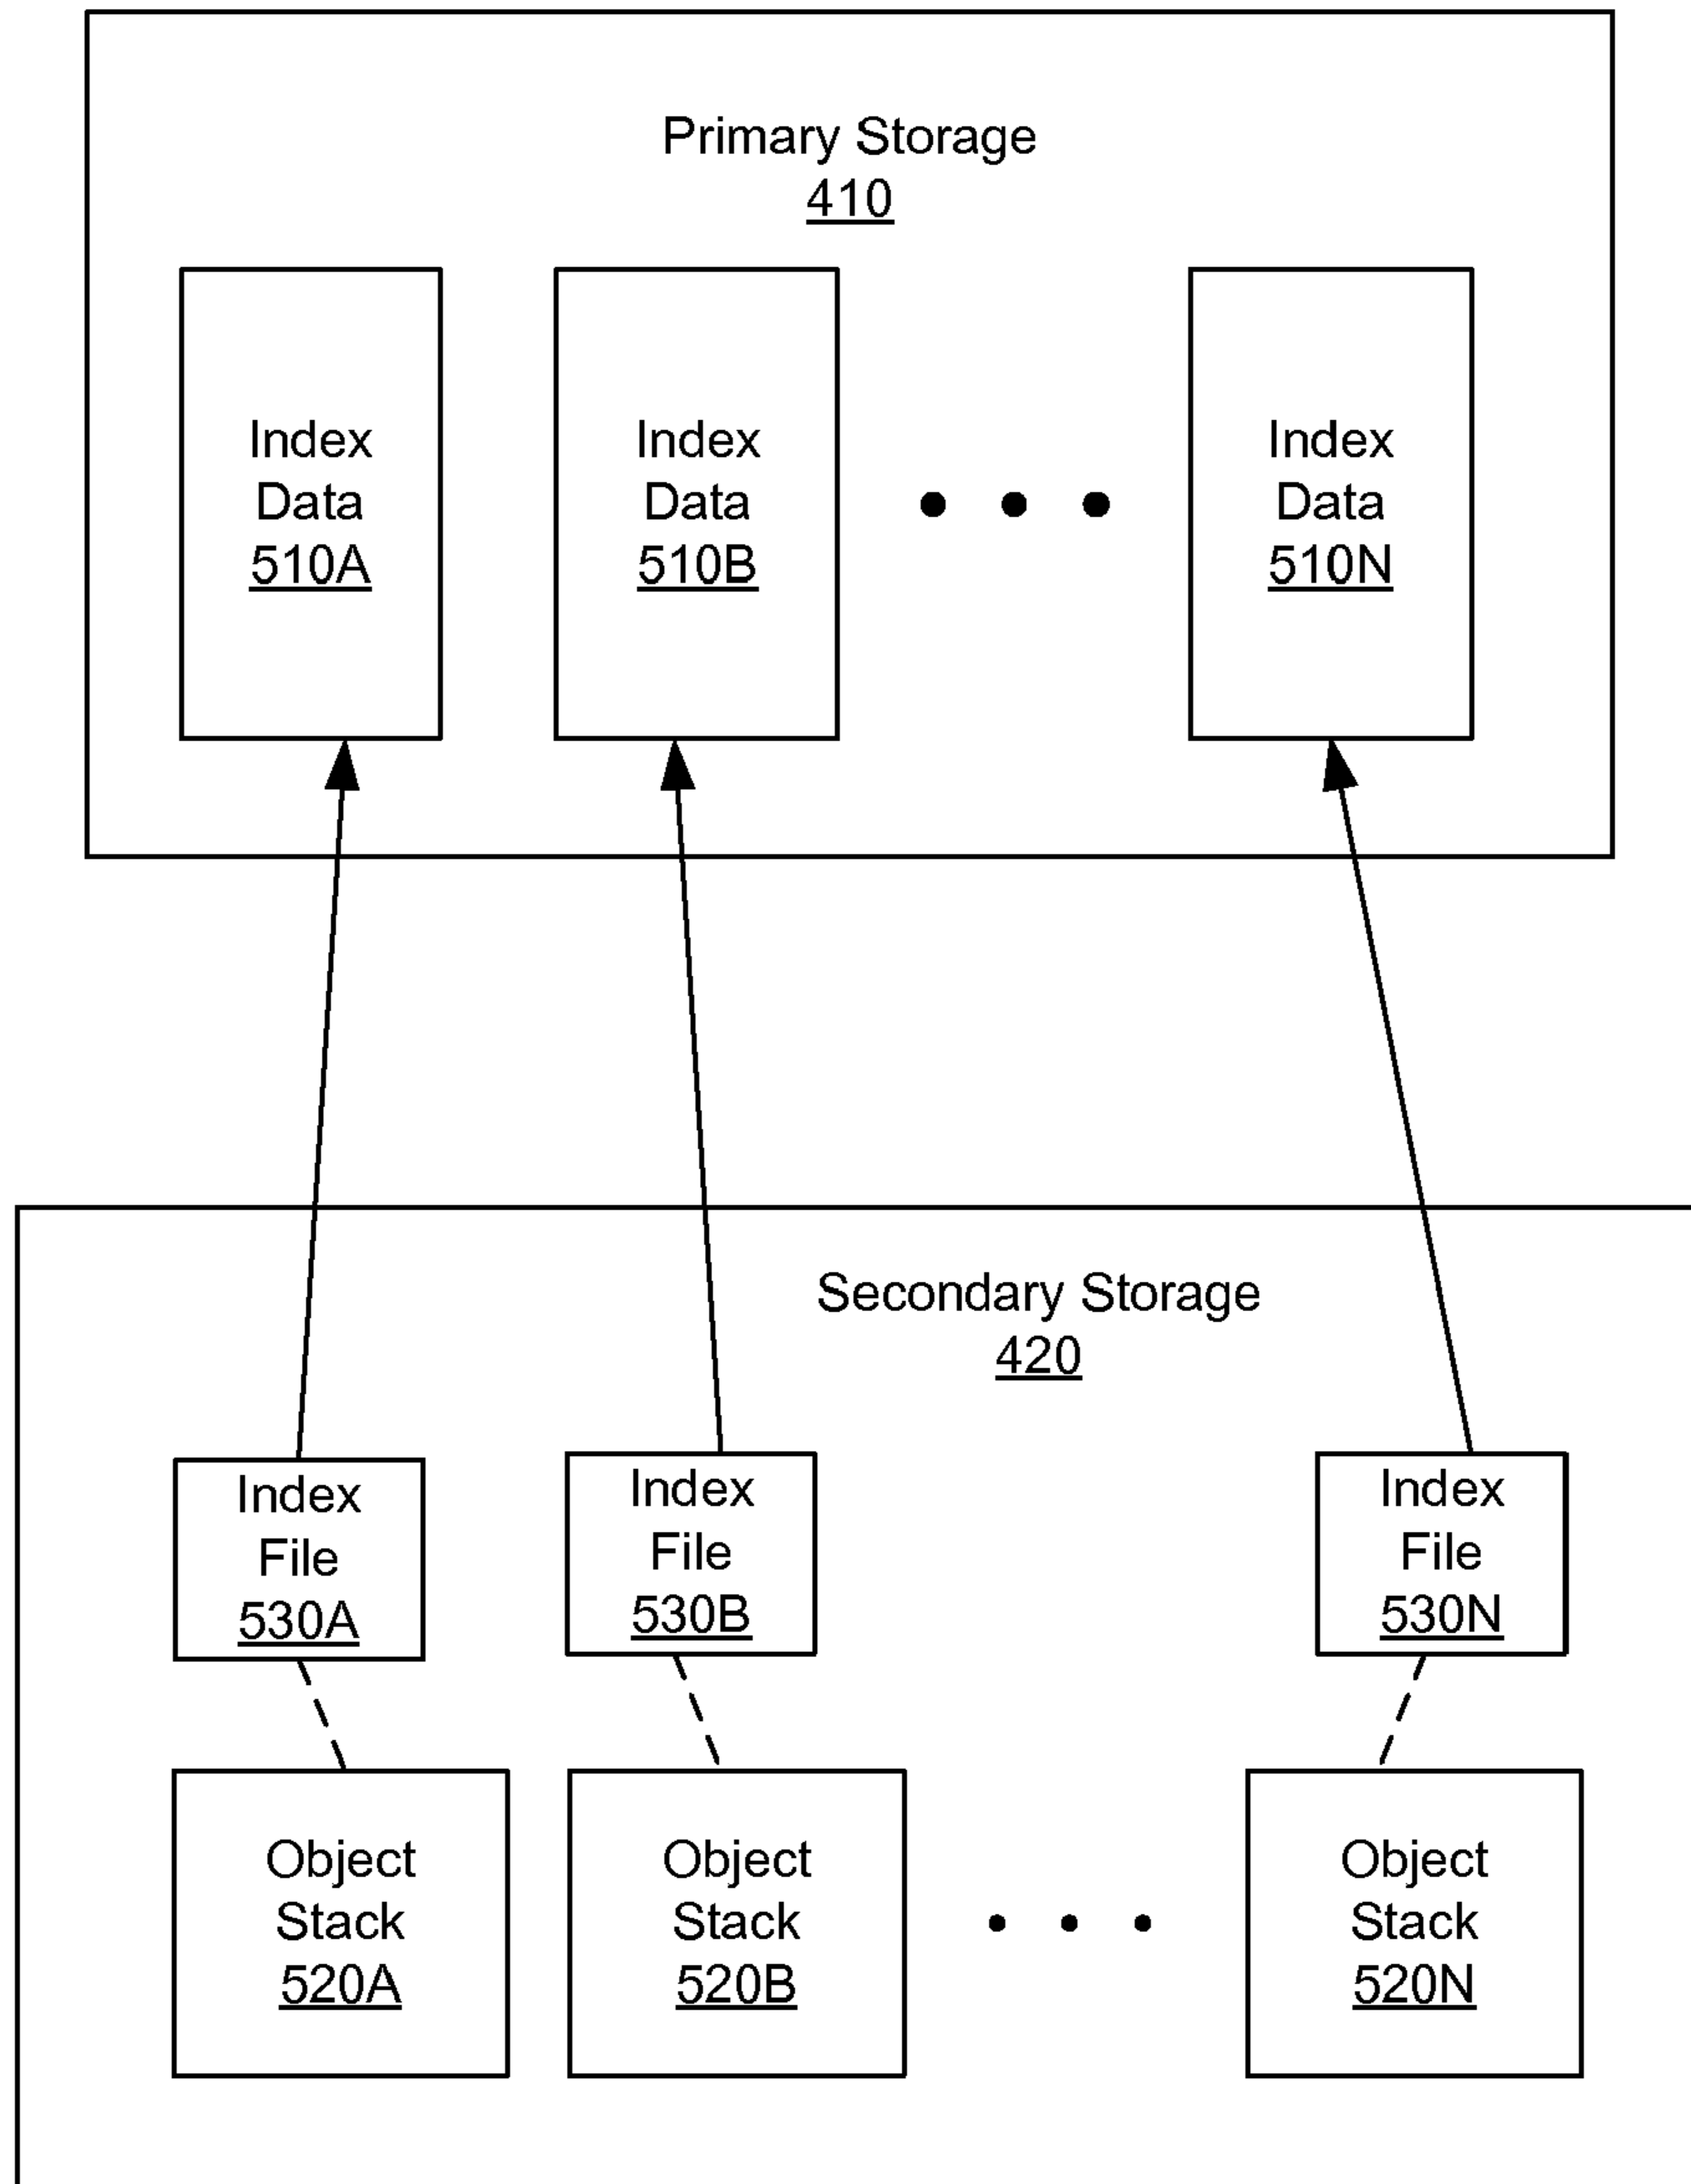 Primary Storage
410
Index
Data
510A
Index
Data
510B
Index
Data
510N
Secondary Storage
420
Index
File
530A
Index
File
530B
Index
File
530N
Object
Stack
520A
Object
Stack
520B
Object
Stack
520N